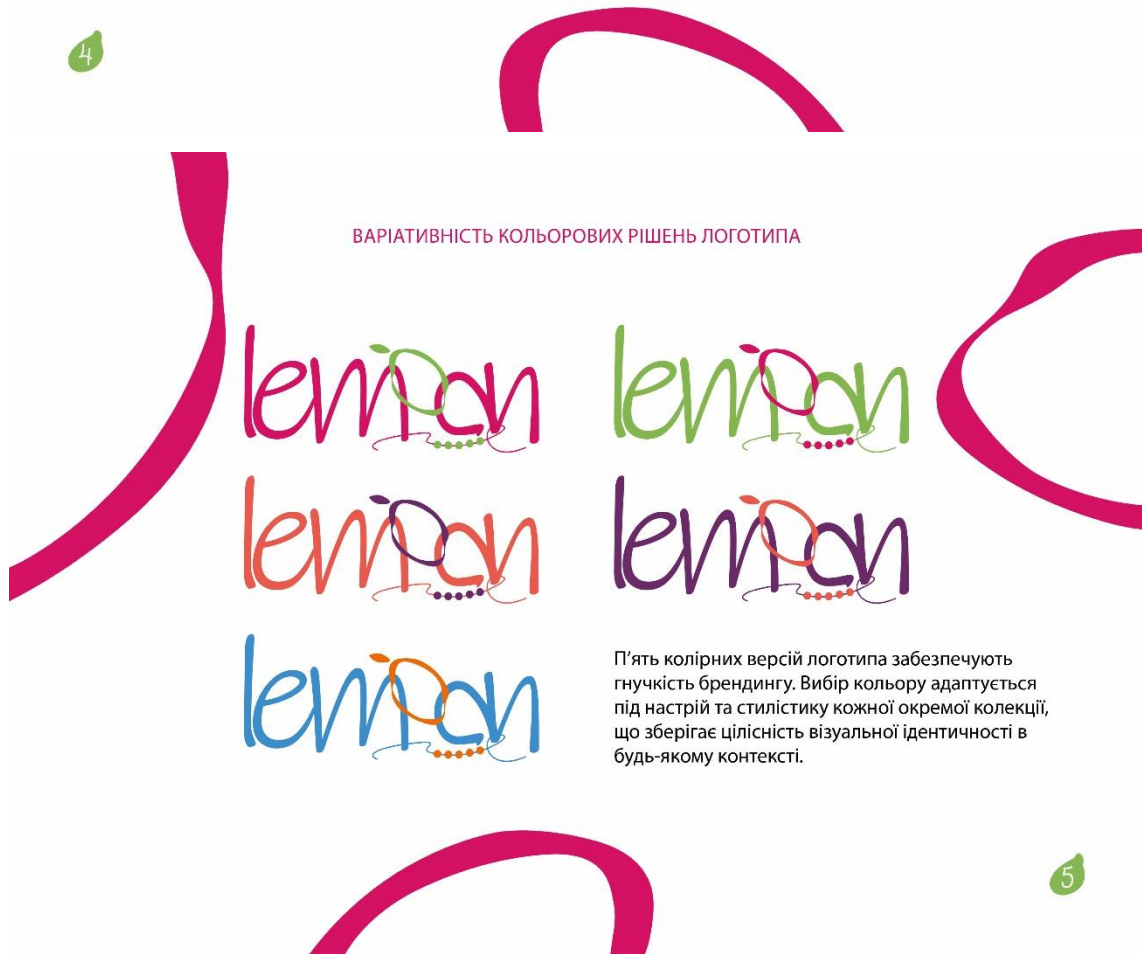 4
ВАРІАТИВНІСТЬ КОЛЬОРОВИХ РІШЕНЬ ЛОГОТИПА
lemon
lemon
lemon
lemon
lemon
П’ять колірних версій логотипа забезпечують
гнучкість брендингу. Вибір кольору адаптується
під настрій та стилістику кожної окремої колекції,
що зберігає цілісність візуальної ідентичності в
будь-якому контексті.
5